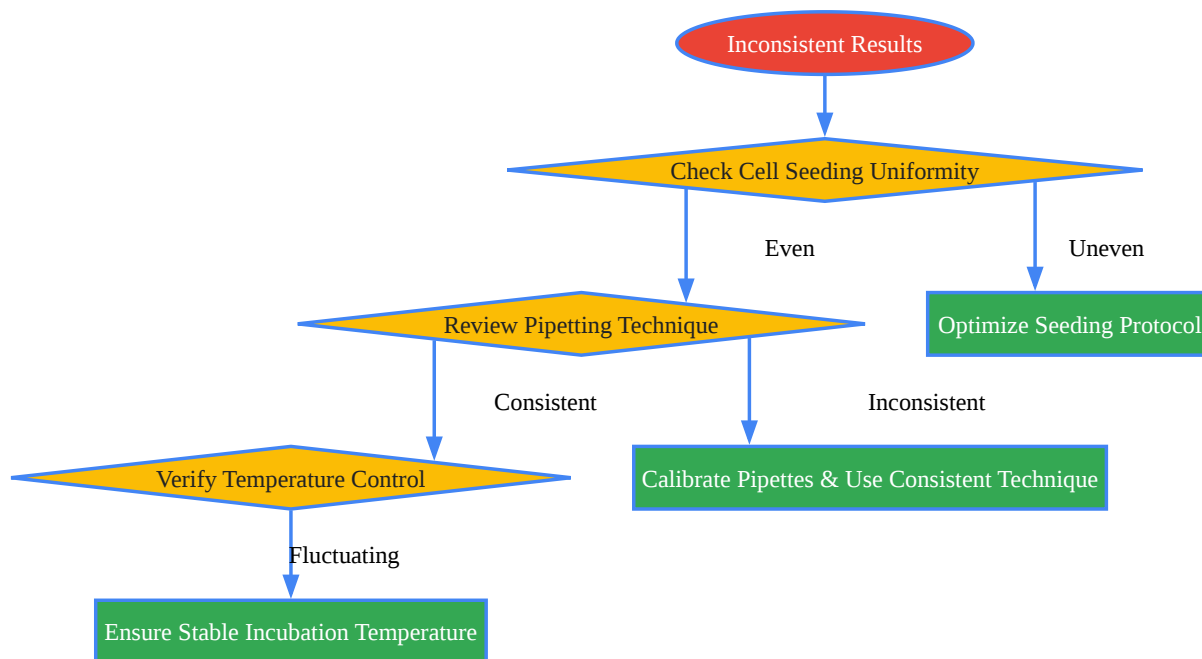 Inconsistent Results
Check Cell Seeding Uniformity
Even
Uneven
Review Pipetting Technique
Optimize Seeding Protocol
Consistent
Inconsistent
Verify Temperature Control
Calibrate Pipettes & Use Consistent Technique
Fluctuating
Ensure Stable Incubation Temperature